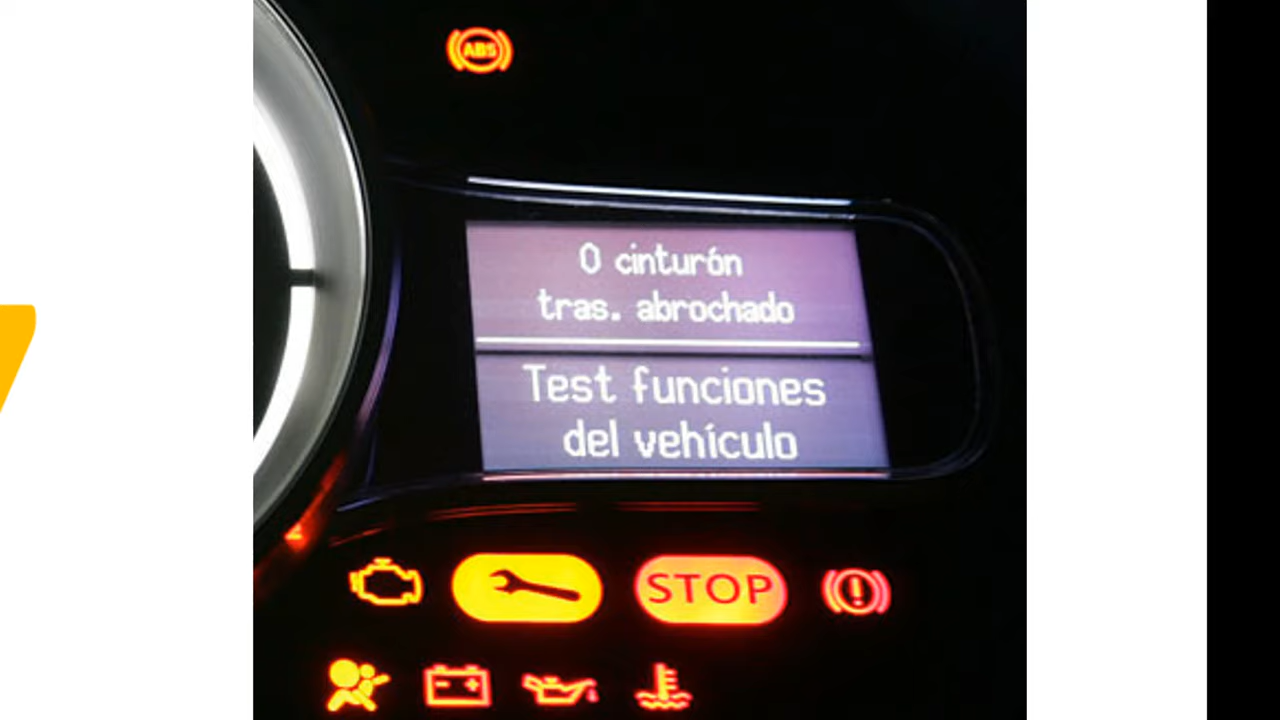 ABS
0 cinturón
tras. abrochado
Test funciones
del vehículo
STOP